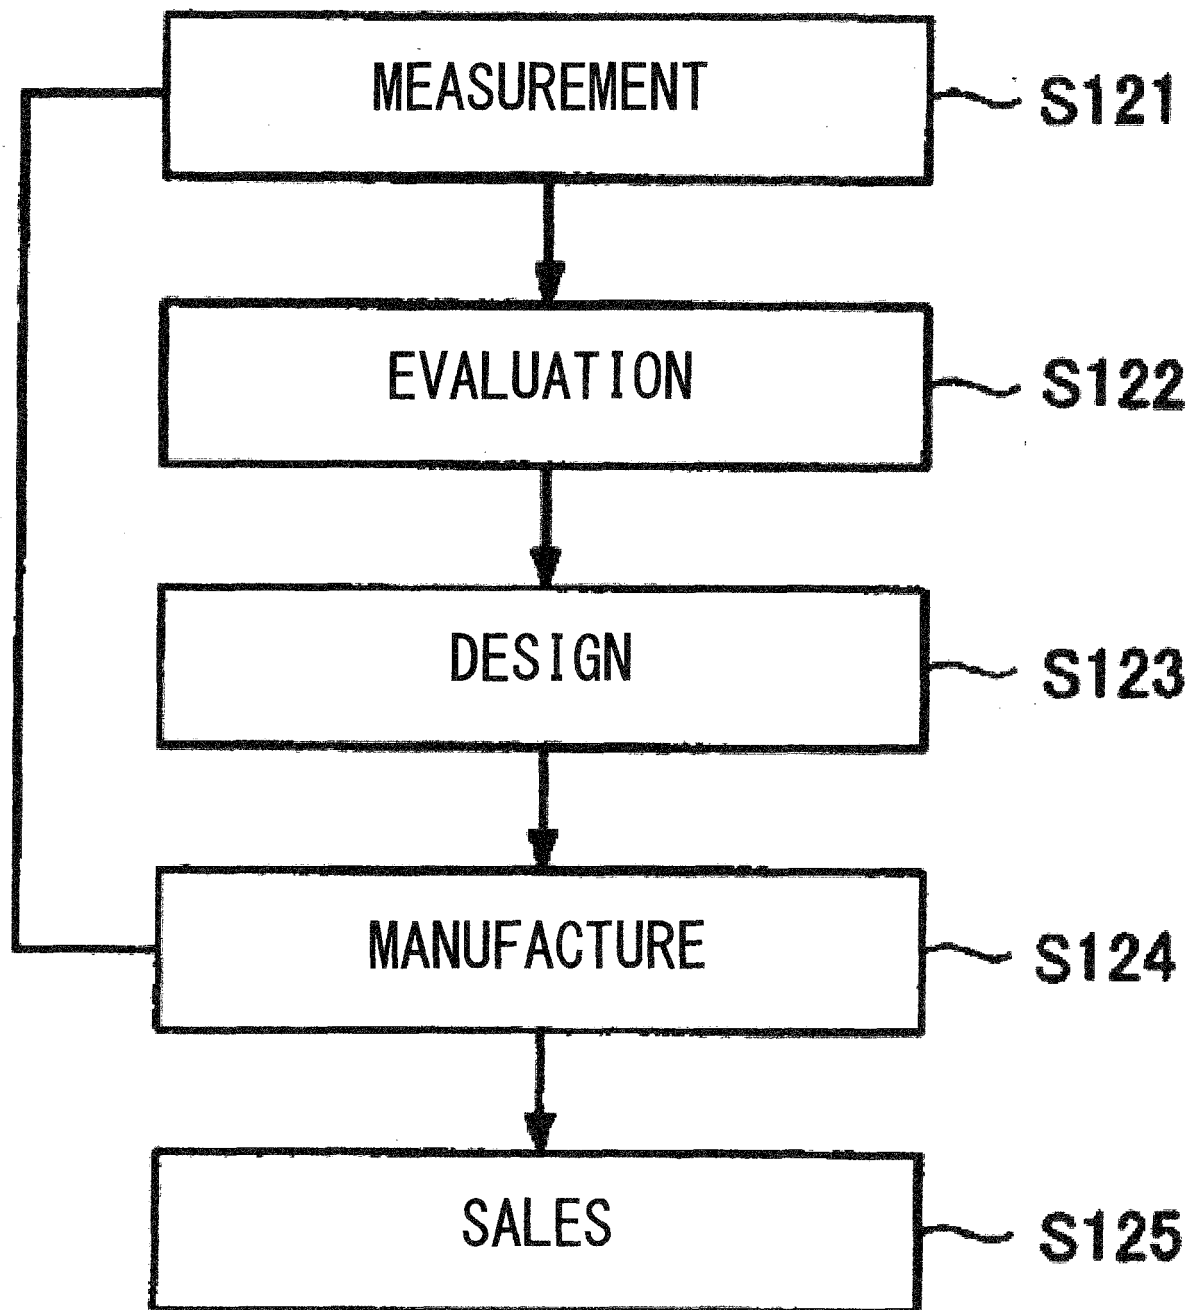 MEASUREMENT S121
EVALUATION S122
DESIGN S123
MANUFACTURE S124
SALES S125